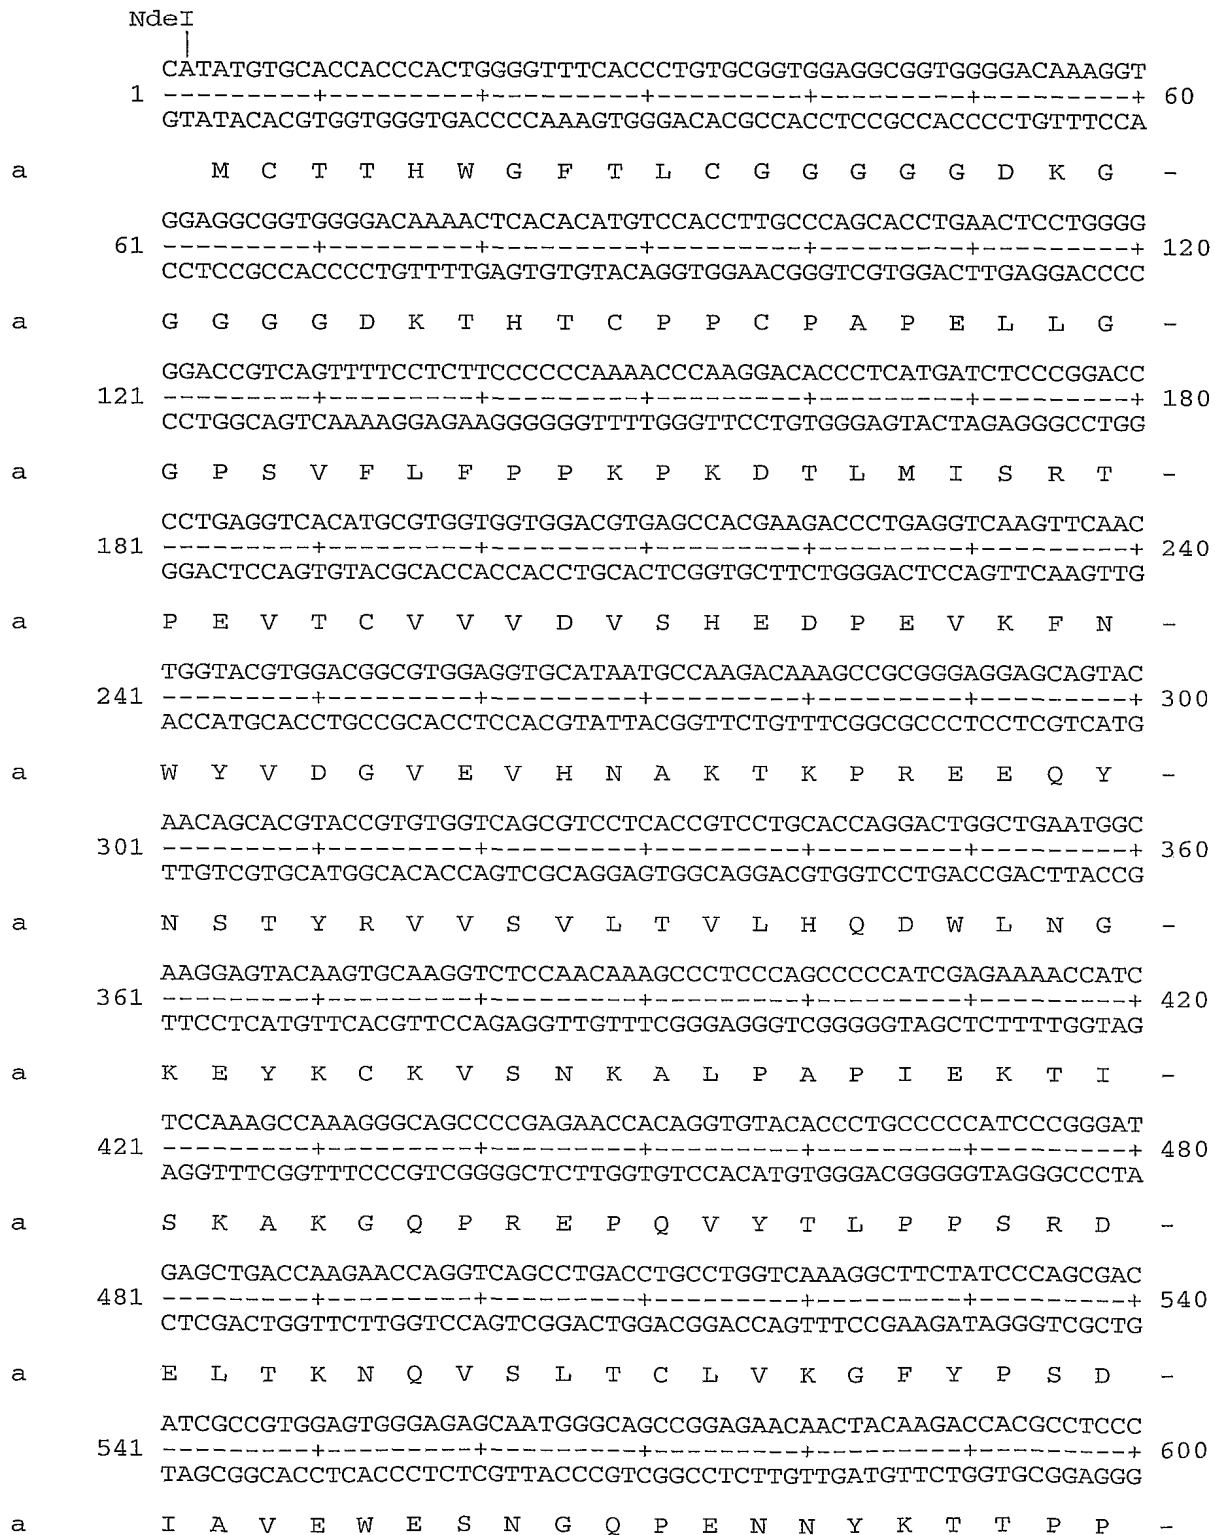 NdeI
CATATGTGCACCACCCACTGGGGTTTCACCCTGTGCGGTGGAGGCGGTGGGGACAAAGGT
1 ---------+---------+---------+---------+---------+---------+ 60
GTATACACGTGGTGGGTGACCCCAAAGTGGGACACGCCACCTCCGCCACCCCTGTTTCCA
a M C T T H W G F T L C G G G G G D K G -
GGAGGCGGTGGGGACAAAACTCACACATGTCCACCTTGCCCAGCACCTGAACTCCTGGGG
61 ---------+---------+---------+---------+---------+---------+ 120
CCTCCGCCACCCCTGTTTTGAGTGTGTACAGGTGGAACGGGTCGTGGACTTGAGGACCCC
a G G G G D K T H T C P P C P A P E L L G -
GGACCGTCAGTTTTCCTCTTCCCCCCAAAACCCAAGGACACCCTCATGATCTCCCGGACC
121 ---------+---------+---------+---------+---------+---------+ 180
CCTGGCAGTCAAAAGGAGAAGGGGGGTTTTGGGTTCCTGTGGGAGTACTAGAGGGCCTGG
a G P S V F L F P P K P K D T L M I S R T -
CCTGAGGTCACATGCGTGGTGGTGGACGTGAGCCACGAAGACCCTGAGGTCAAGTTCAAC
181 ---------+---------+---------+---------+---------+---------+ 240
GGACTCCAGTGTACGCACCACCACCTGCACTCGGTGCTTCTGGGACTCCAGTTCAAGTTG
a P E V T C V V V D V S H E D P E V K F N -
TGGTACGTGGACGGCGTGGAGGTGCATAATGCCAAGACAAAGCCGCGGGAGGAGCAGTAC
241 ---------+---------+---------+---------+---------+---------+ 300
ACCATGCACCTGCCGCACCTCCACGTATTACGGTTCTGTTTCGGCGCCCTCCTCGTCATG
a W Y V D G V E V H N A K T K P R E E Q Y -
AACAGCACGTACCGTGTGGTCAGCGTCCTCACCGTCCTGCACCAGGACTGGCTGAATGGC
301 ---------+---------+---------+---------+---------+---------+ 360
TTGTCGTGCATGGCACACCAGTCGCAGGAGTGGCAGGACGTGGTCCTGACCGACTTACCG
a N S T Y R V V S V L T V L H Q D W L N G -
AAGGAGTACAAGTGCAAGGTCTCCAACAAAGCCCTCCCAGCCCCCATCGAGAAAACCATC
361 ---------+---------+---------+---------+---------+---------+ 420
TTCCTCATGTTCACGTTCCAGAGGTTGTTTCGGGAGGGTCGGGGGTAGCTCTTTTGGTAG
a K E Y K C K V S N K A L P A P I E K T I -
TCCAAAGCCAAAGGGCAGCCCCGAGAACCACAGGTGTACACCCTGCCCCCATCCCGGGAT
421 ---------+---------+---------+---------+---------+---------+ 480
AGGTTTCGGTTTCCCGTCGGGGCTCTTGGTGTCCACATGTGGGACGGGGGTAGGGCCCTA
a S K A K G Q P R E P Q V Y T L P P S R D -
GAGCTGACCAAGAACCAGGTCAGCCTGACCTGCCTGGTCAAAGGCTTCTATCCCAGCGAC
481 ---------+---------+---------+---------+---------+---------+ 540
CTCGACTGGTTCTTGGTCCAGTCGGACTGGACGGACCAGTTTCCGAAGATAGGGTCGCTG
a E L T K N Q V S L T C L V K G F Y P S D -
ATCGCCGTGGAGTGGGAGAGCAATGGGCAGCCGGAGAACAACTACAAGACCACGCCTCCC
541 ---------+---------+---------+---------+---------+---------+ 600
TAGCGGCACCTCACCCTCTCGTTACCCGTCGGCCTCTTGTTGATGTTCTGGTGCGGAGGG
a I A V E W E S N G Q P E N N Y K T T P P -